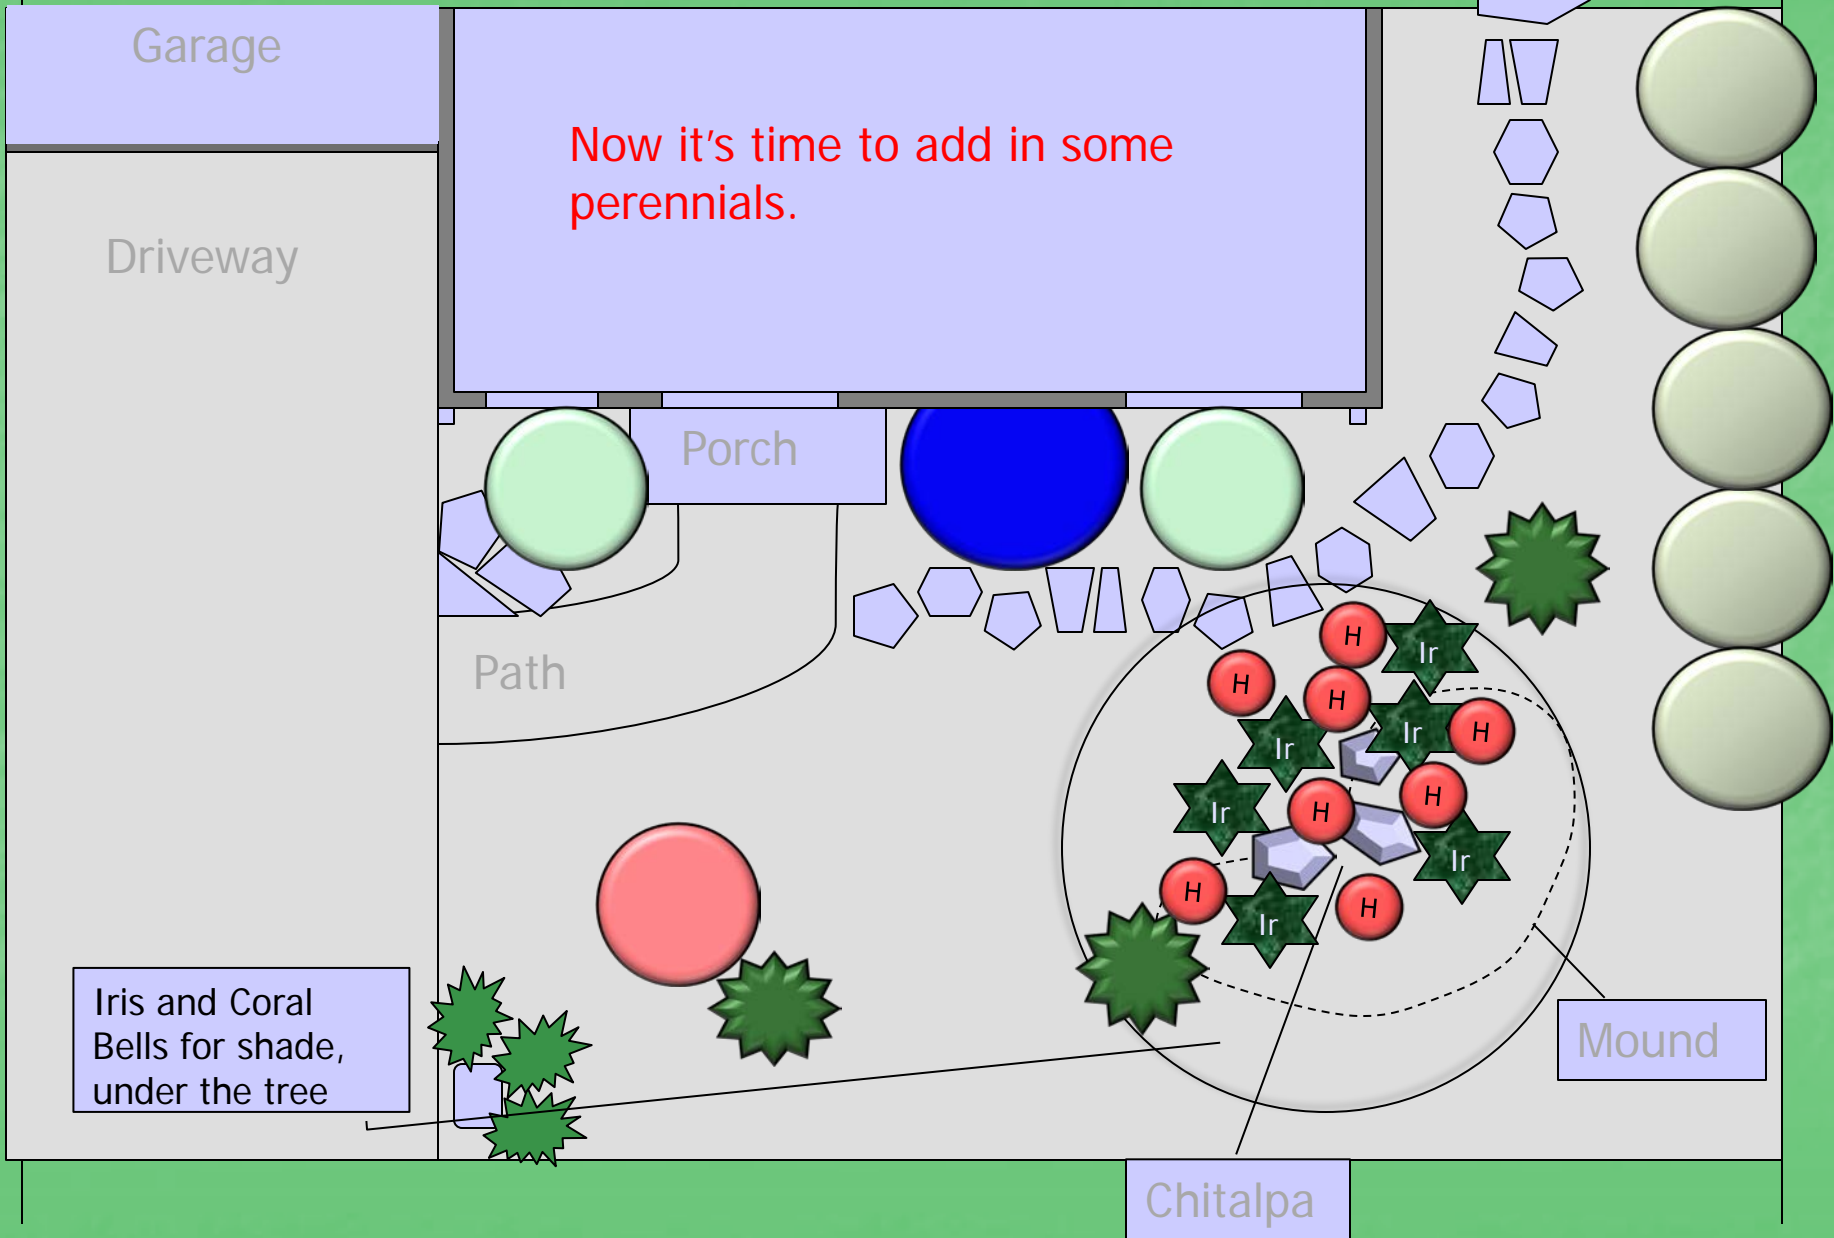 Garage
Now it's time to add in some
perennials.
Driveway
Porch
Path
H
Ir
H
H
Ir
H
Ir
H
Ir
H
Ir
H
Ir
H
Iris and Coral
Bells for shade,
under the tree
Mound
Chitalpa